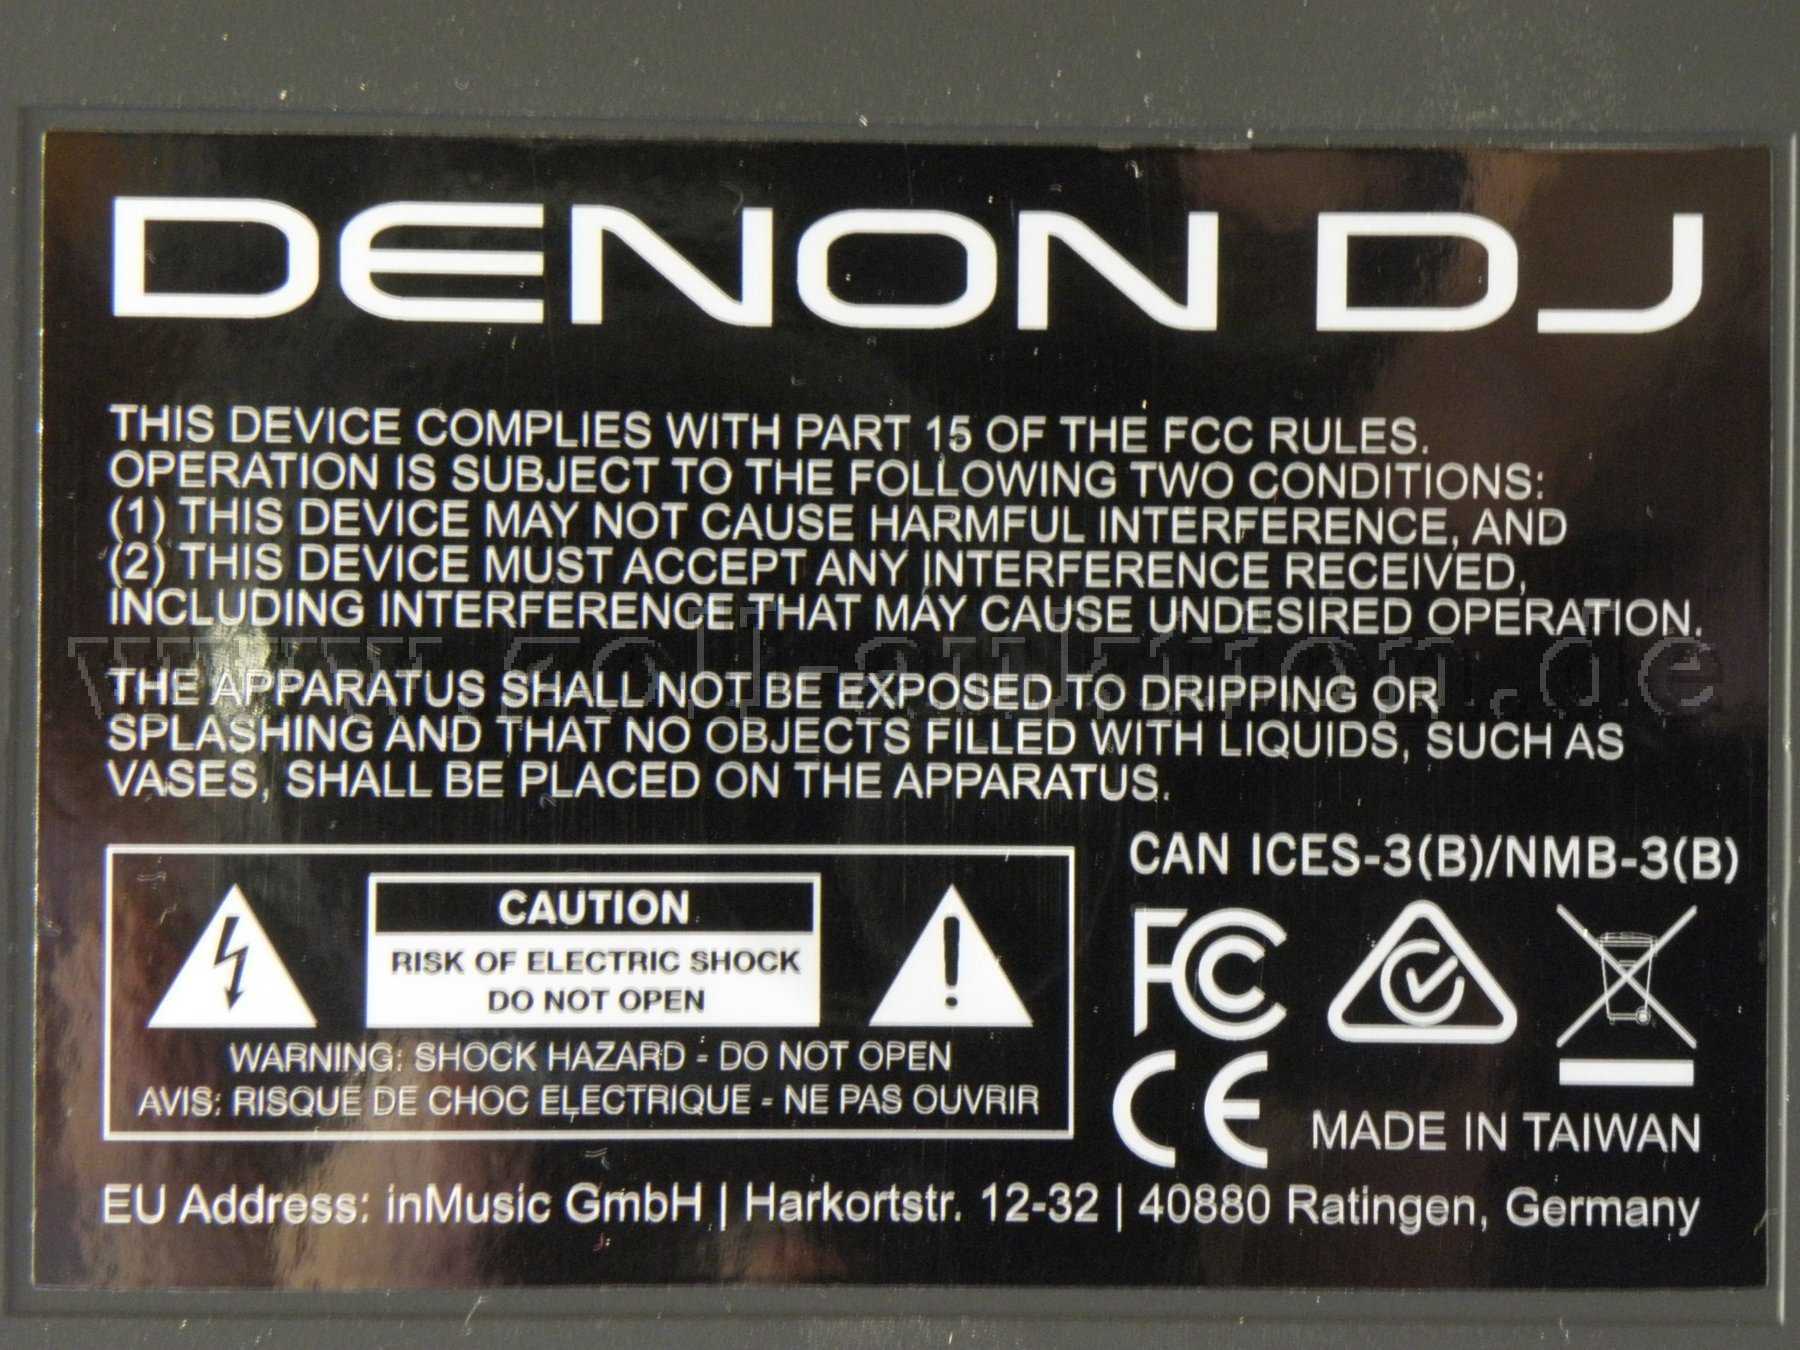 DENON DJ
THIS DEVICE COMPLIES WITH PART 15 OF THE FCC RULES.
OPERATION IS SUBJECT TO THE FOLLOWING TWO CONDITIONS:
(1) THIS DEVICE MAY NOT CAUSE HARMFUL INTERFERENCE, AND
(2) THIS DEVICE MUST ACCEPT ANY INTERFERENCE RECEIVED,
INCLUDING INTERFERENCE THAT MAY CAUSE UNDESIRED OPERATION.
www.zoll-auktion.de
THE APPARATUS SHALL NOT BE EXPOSED TO DRIPPING OR
SPLASHING AND THAT NO OBJECTS FILLED WITH LIQUIDS, SUCH AS
VASES, SHALL BE PLACED ON THE APPARATUS.
CAUTION
RISK OF ELECTRIC SHOCK
DO NOT OPEN
WARNING: SHOCK HAZARD - DO NOT OPEN
AVIS: RISQUE DE CHOC ELECTRIQUE - NE PAS OUVRIR
CAN ICES-3(B)/NMB-3(B)
FC
CE
MADE IN TAIWAN
EU Address: inMusic GmbH | Harkortstr. 12-32 | 40880 Ratingen, Germany